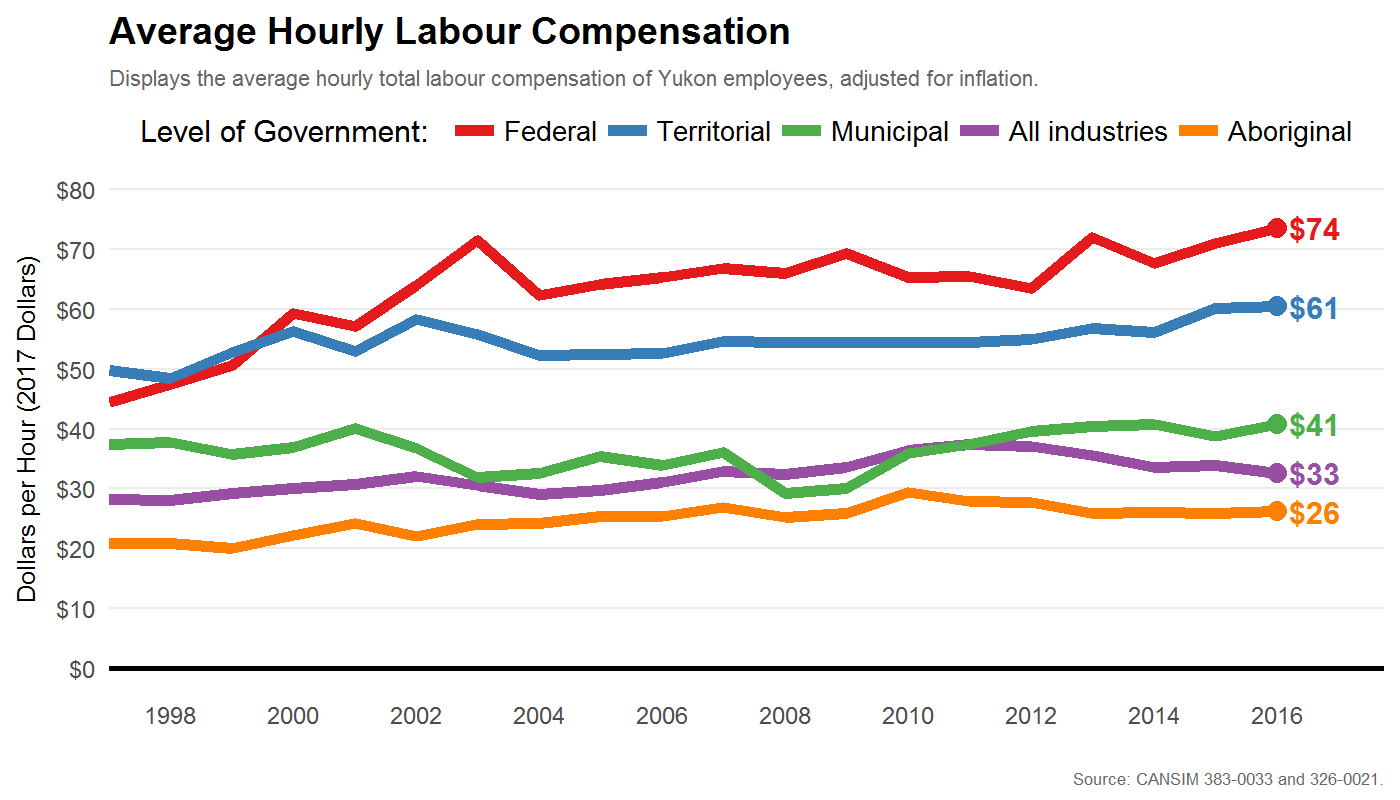 Average Hourly Labour Compensation
Displays the average hourly total labour compensation of Yukon employees, adjusted for inflation.
Level of Government: Federal Territorial Municipal All industries Aboriginal
Dollars per Hour (2017 Dollars)
$80
$70
$60
$50
$40
$30
$20
$10
$0
$74
$61
$41
$33
$26
1998 2000 2002 2004 2006 2008 2010 2012 2014 2016
Source: CANSIM 383-0033 and 326-0021.